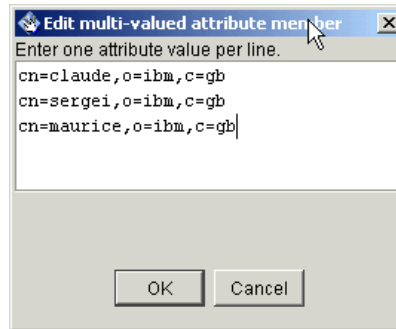 Edit multi-valued attribute member
Enter one attribute value per line.
cn=claude,o=ibm,c=gb
cn=sergei,o=ibm,c=gb
cn=maurice,o=ibm,c=gb
OK Cancel